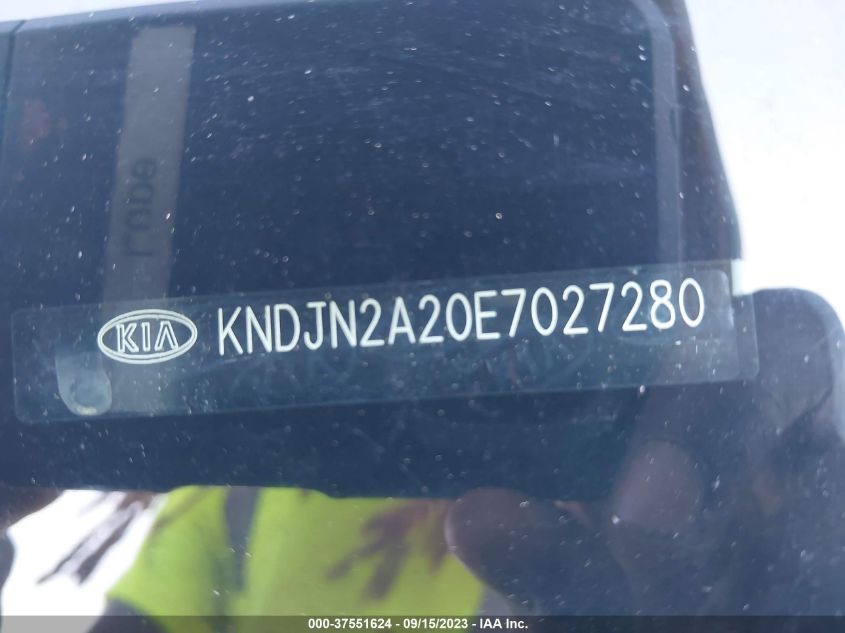 KIA KNDJN2A20E7027280
000-37551624 - 09/15/2023 - IAA Inc.